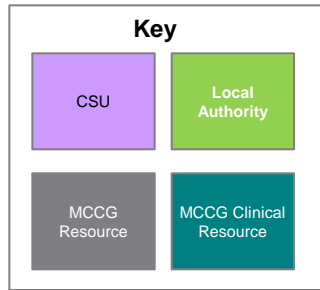 Key
CSU
Local
Authority
MCCG
Resource
MCCG Clinical
Resource